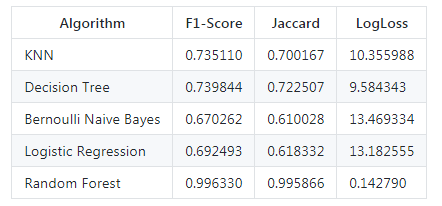 Algorithm F1-Score Jaccard LogLoss
KNN 0.735110 0.700167 10.355988
Decision Tree 0.739844 0.722507 9.584343
Bernoulli Naive Bayes 0.670262 0.610028 13.469334
Logistic Regression 0.692493 0.618332 13.182555
Random Forest 0.996330 0.995866 0.142790